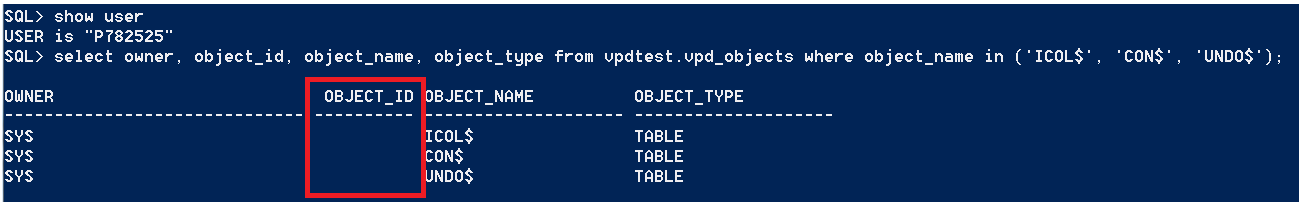 SQL> show user
USER is "P782525"
SQL> select owner, object_id, object_name, object_type from vpdtest.vpd_objects where object_name in ('ICOL$', 'CON$', 'UNDO$');
OWNER                           OBJECT_ID OBJECT_NAME          OBJECT_TYPE
------------------------------ ---------- -------------------- --------------------
SYS                                       ICOL$                TABLE
SYS                                       CON$                 TABLE
SYS                                       UNDO$                TABLE